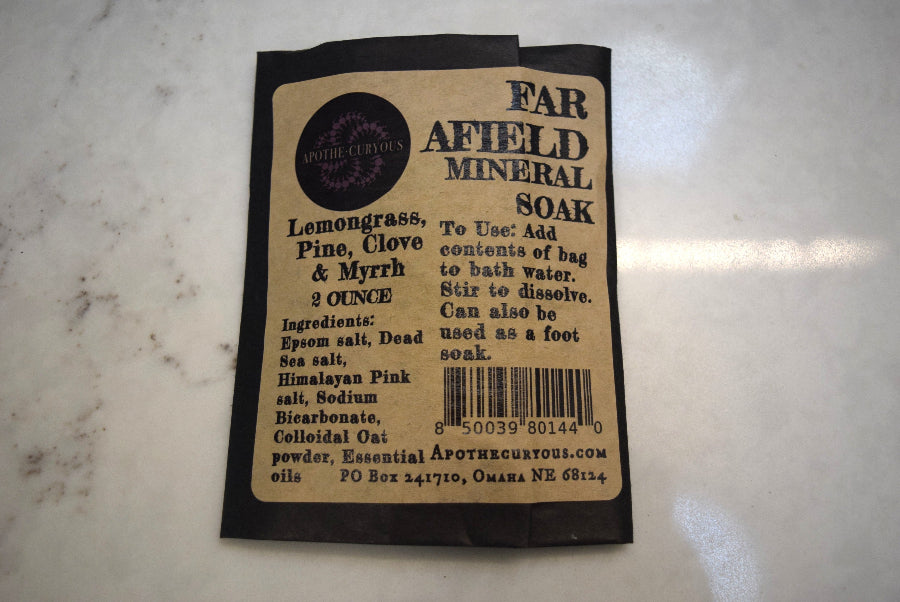 APOTHE·CURYOUS
FAR
AFIELD
MINERAL
SOAK
Lemongrass,
Pine, Clove
& Myrrh
2 OUNCE
Ingredients:
Epsom salt, Dead
Sea salt,
Himalayan Pink
salt, Sodium
Bicarbonate,
Colloidal Oat
powder, Essential
oils
To Use: Add
contents of bag
to bath water.
Stir to dissolve.
Can also be
used as a foot
soak.
8 50039 80144 0
APOTHECURYOUS.COM
PO BOX 241710, OMAHA NE 68124